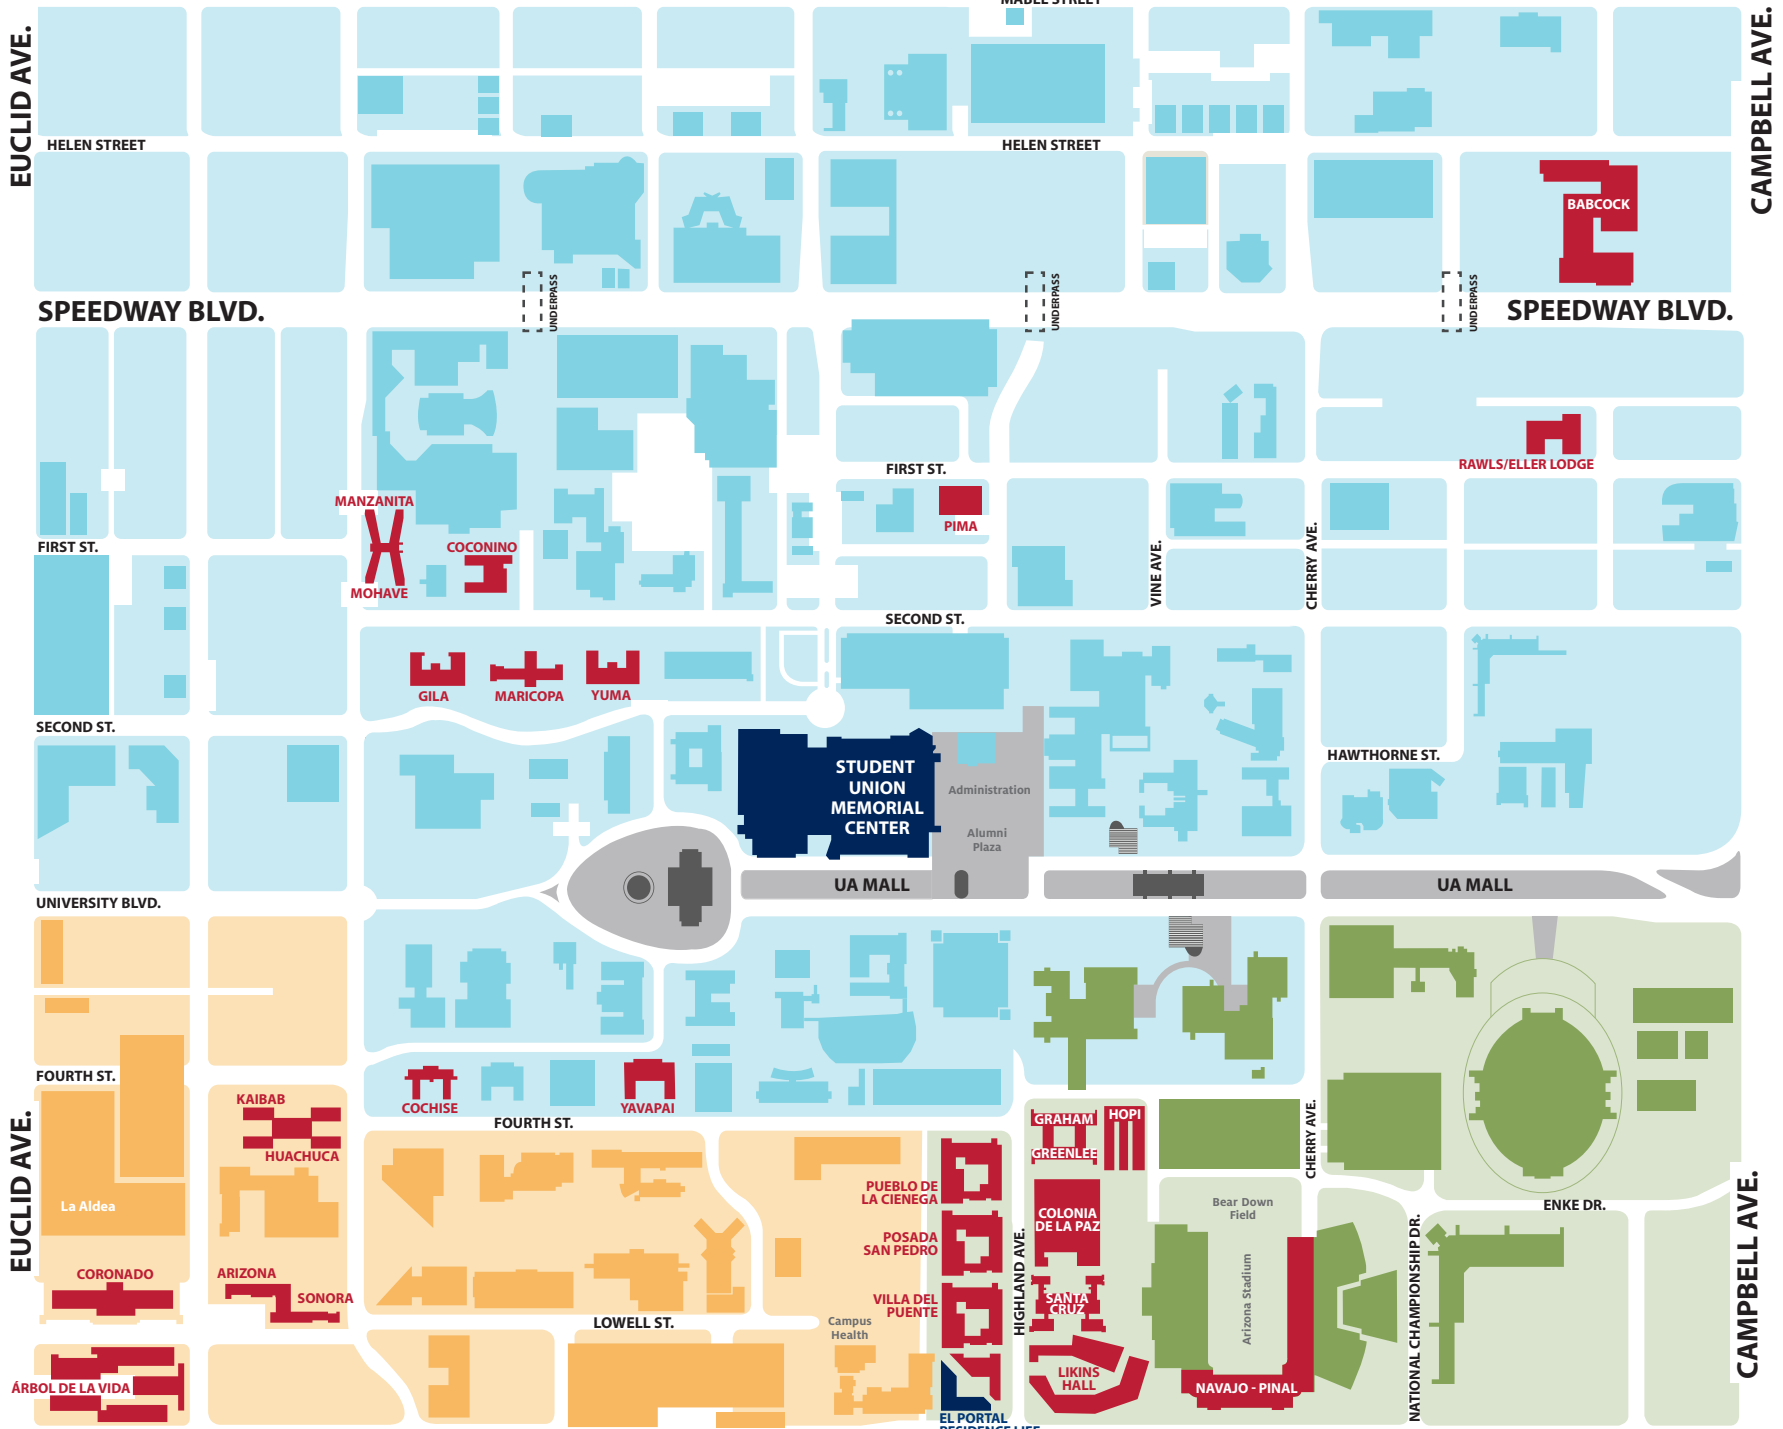 MABEL STREET
EUCLID AVE.
CAMPBELL AVE.
HELEN STREET
HELEN STREET
BABCOCK
SPEEDWAY BLVD.
UNDERPASS
UNDERPASS
UNDERPASS
SPEEDWAY BLVD.
FIRST ST.
RAWLS/ELLER LODGE
MANZANITA
PIMA
FIRST ST.
COCONINO
VINE AVE.
CHERRY AVE.
MOHAVE
SECOND ST.
GILA
MARICOPA
YUMA
SECOND ST.
HAWTHORNE ST.
STUDENT
UNION
MEMORIAL
CENTER
Administration
Alumni
Plaza
UA MALL
UA MALL
UNIVERSITY BLVD.
FOURTH ST.
KAIBAB
COCHISE
YAVAPAI
FOURTH ST.
GRAHAM
HOPI
CHERRY AVE.
EUCLID AVE.
HUACHUCA
GREENLEE
La Aldea
PUEBLO DE
LA CIENEGA
COLONIA
DE LA PAZ
Bear Down
Field
ENKE DR.
CAMPBELL AVE.
POSADA
SAN PEDRO
HIGHLAND AVE.
NATIONAL CHAMPIONSHIP DR.
Arizona Stadium
CORONADO
ARIZONA
SONORA
VILLA DEL
PUENTE
SANTA
CRUZ
LOWELL ST.
Campus
Health
ÁRBOL DE LA VIDA
LIKINS
HALL
NAVAJO - PINAL
EL PORTAL
RESIDENCE LIFE